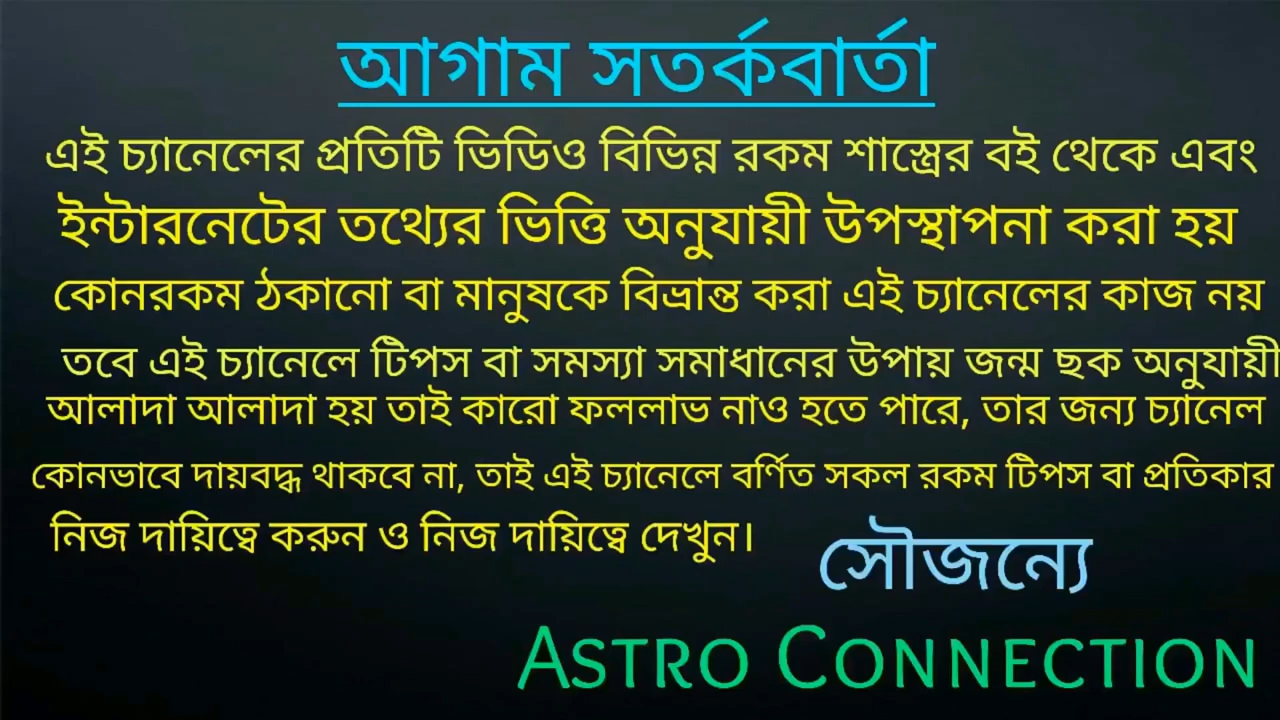 আগাম সতর্কবার্তা
এই চ্যানেলের প্রতিটি ভিডিও বিভিন্ন রকম শাস্ত্রের বই থেকে এবং
ইন্টারনেটের তথ্যের ভিত্তি অনুযায়ী উপস্থাপনা করা হয়
কোনরকম ঠকানো বা মানুষকে বিভ্রান্ত করা এই চ্যানেলের কাজ নয়
তবে এই চ্যানেলে টিপস বা সমস্যা সমাধানের উপায় জন্ম ছক অনুযায়ী
আলাদা আলাদা হয় তাই কারো ফললাভ নাও হতে পারে, তার জন্য চ্যানেল
কোনভাবে দায়বদ্ধ থাকবে না, তাই এই চ্যানেলে বর্ণিত সকল রকম টিপস বা প্রতিকার
নিজ দায়িত্বে করুন ও নিজ দায়িত্বে দেখুন।
সৌজন্যে
ASTRO CONNECTION